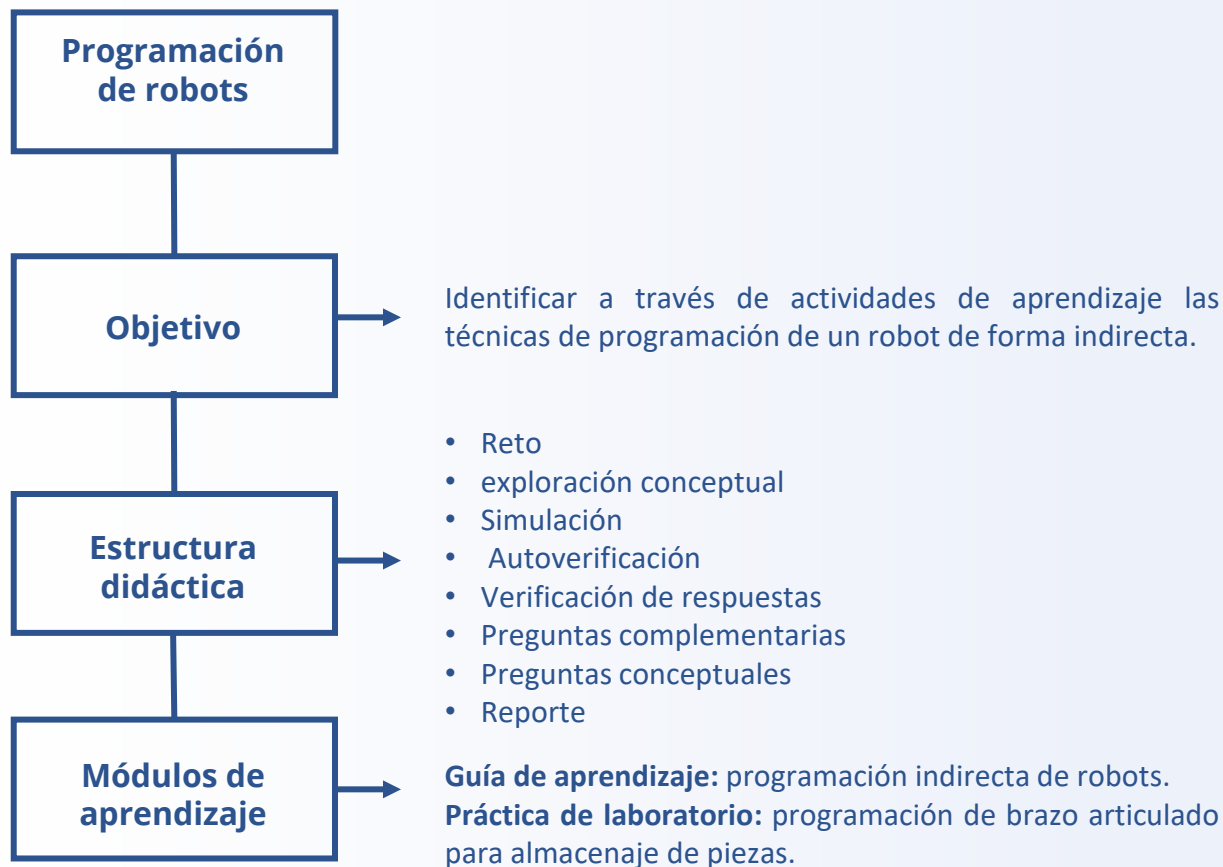 Programación
de robots
Objetivo
Identificar a través de actividades de aprendizaje las
técnicas de programación de un robot de forma indirecta.
Estructura
didáctica
• Reto
• exploración conceptual
• Simulación
• Autoverificación
• Verificación de respuestas
• Preguntas complementarias
• Preguntas conceptuales
• Reporte
Módulos de
aprendizaje
Guía de aprendizaje: programación indirecta de robots.
Práctica de laboratorio: programación de brazo articulado
para almacenaje de piezas.